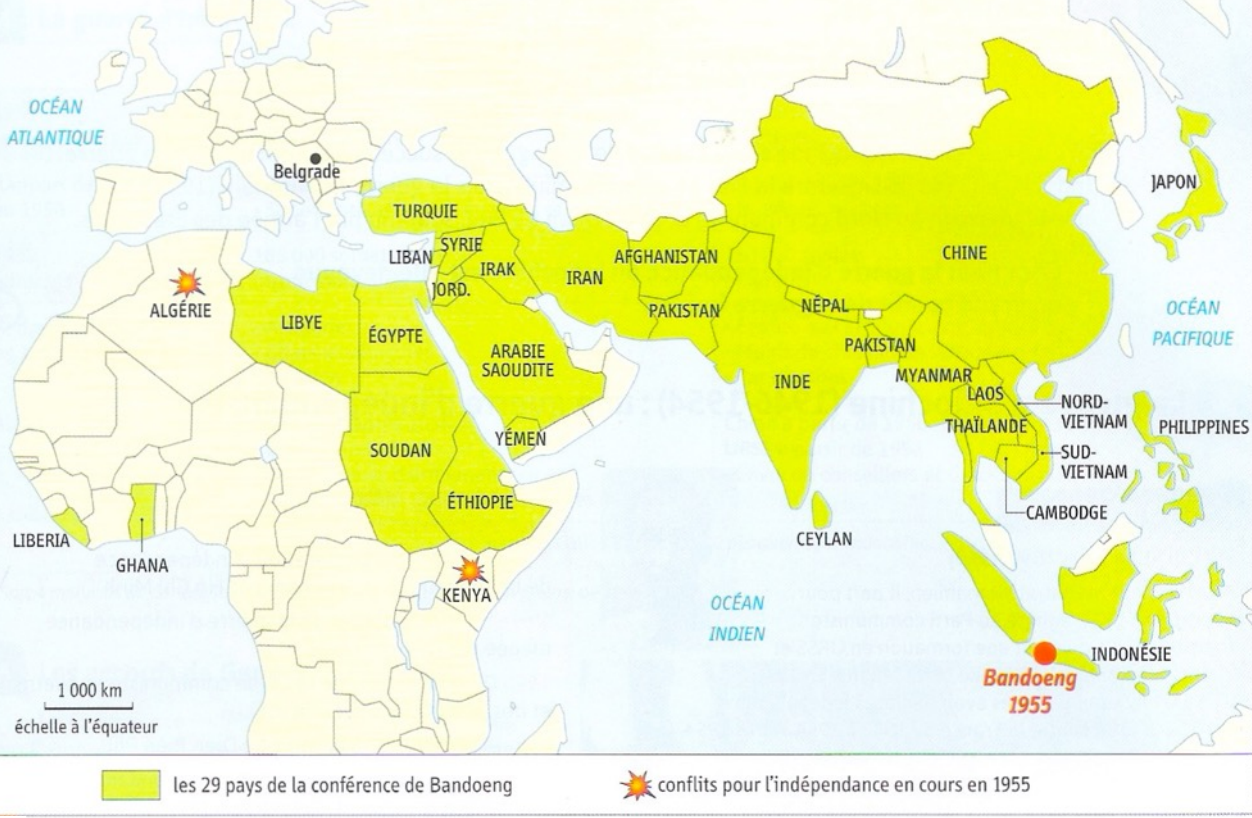 OCÉAN
ATLANTIQUE
Belgrade
TURQUIE
LIBAN
SYRIE
IRAK
JORD.
IRAN
AFGHANISTAN
PAKISTAN
CHINE
JAPON
OCÉAN
PACIFIQUE
ALGÉRIE
LIBYE
ÉGYPTE
ARABIE
SAOUDITE
NÉPAL
PAKISTAN
INDE
MYANMAR
LAOS
THAÏLANDE
NORD-
VIETNAM
SUD-
VIETNAM
CAMBODGE
PHILIPPINES
YÉMEN
SOUDAN
ÉTHIOPIE
CEYLAN
LIBERIA
GHANA
KENYA
OCÉAN
INDIEN
INDONÉSIE
Bandoeng
1955
1 000 km
échelle à l'équateur
les 29 pays de la conférence de Bandoeng
conflits pour l'indépendance en cours en 1955